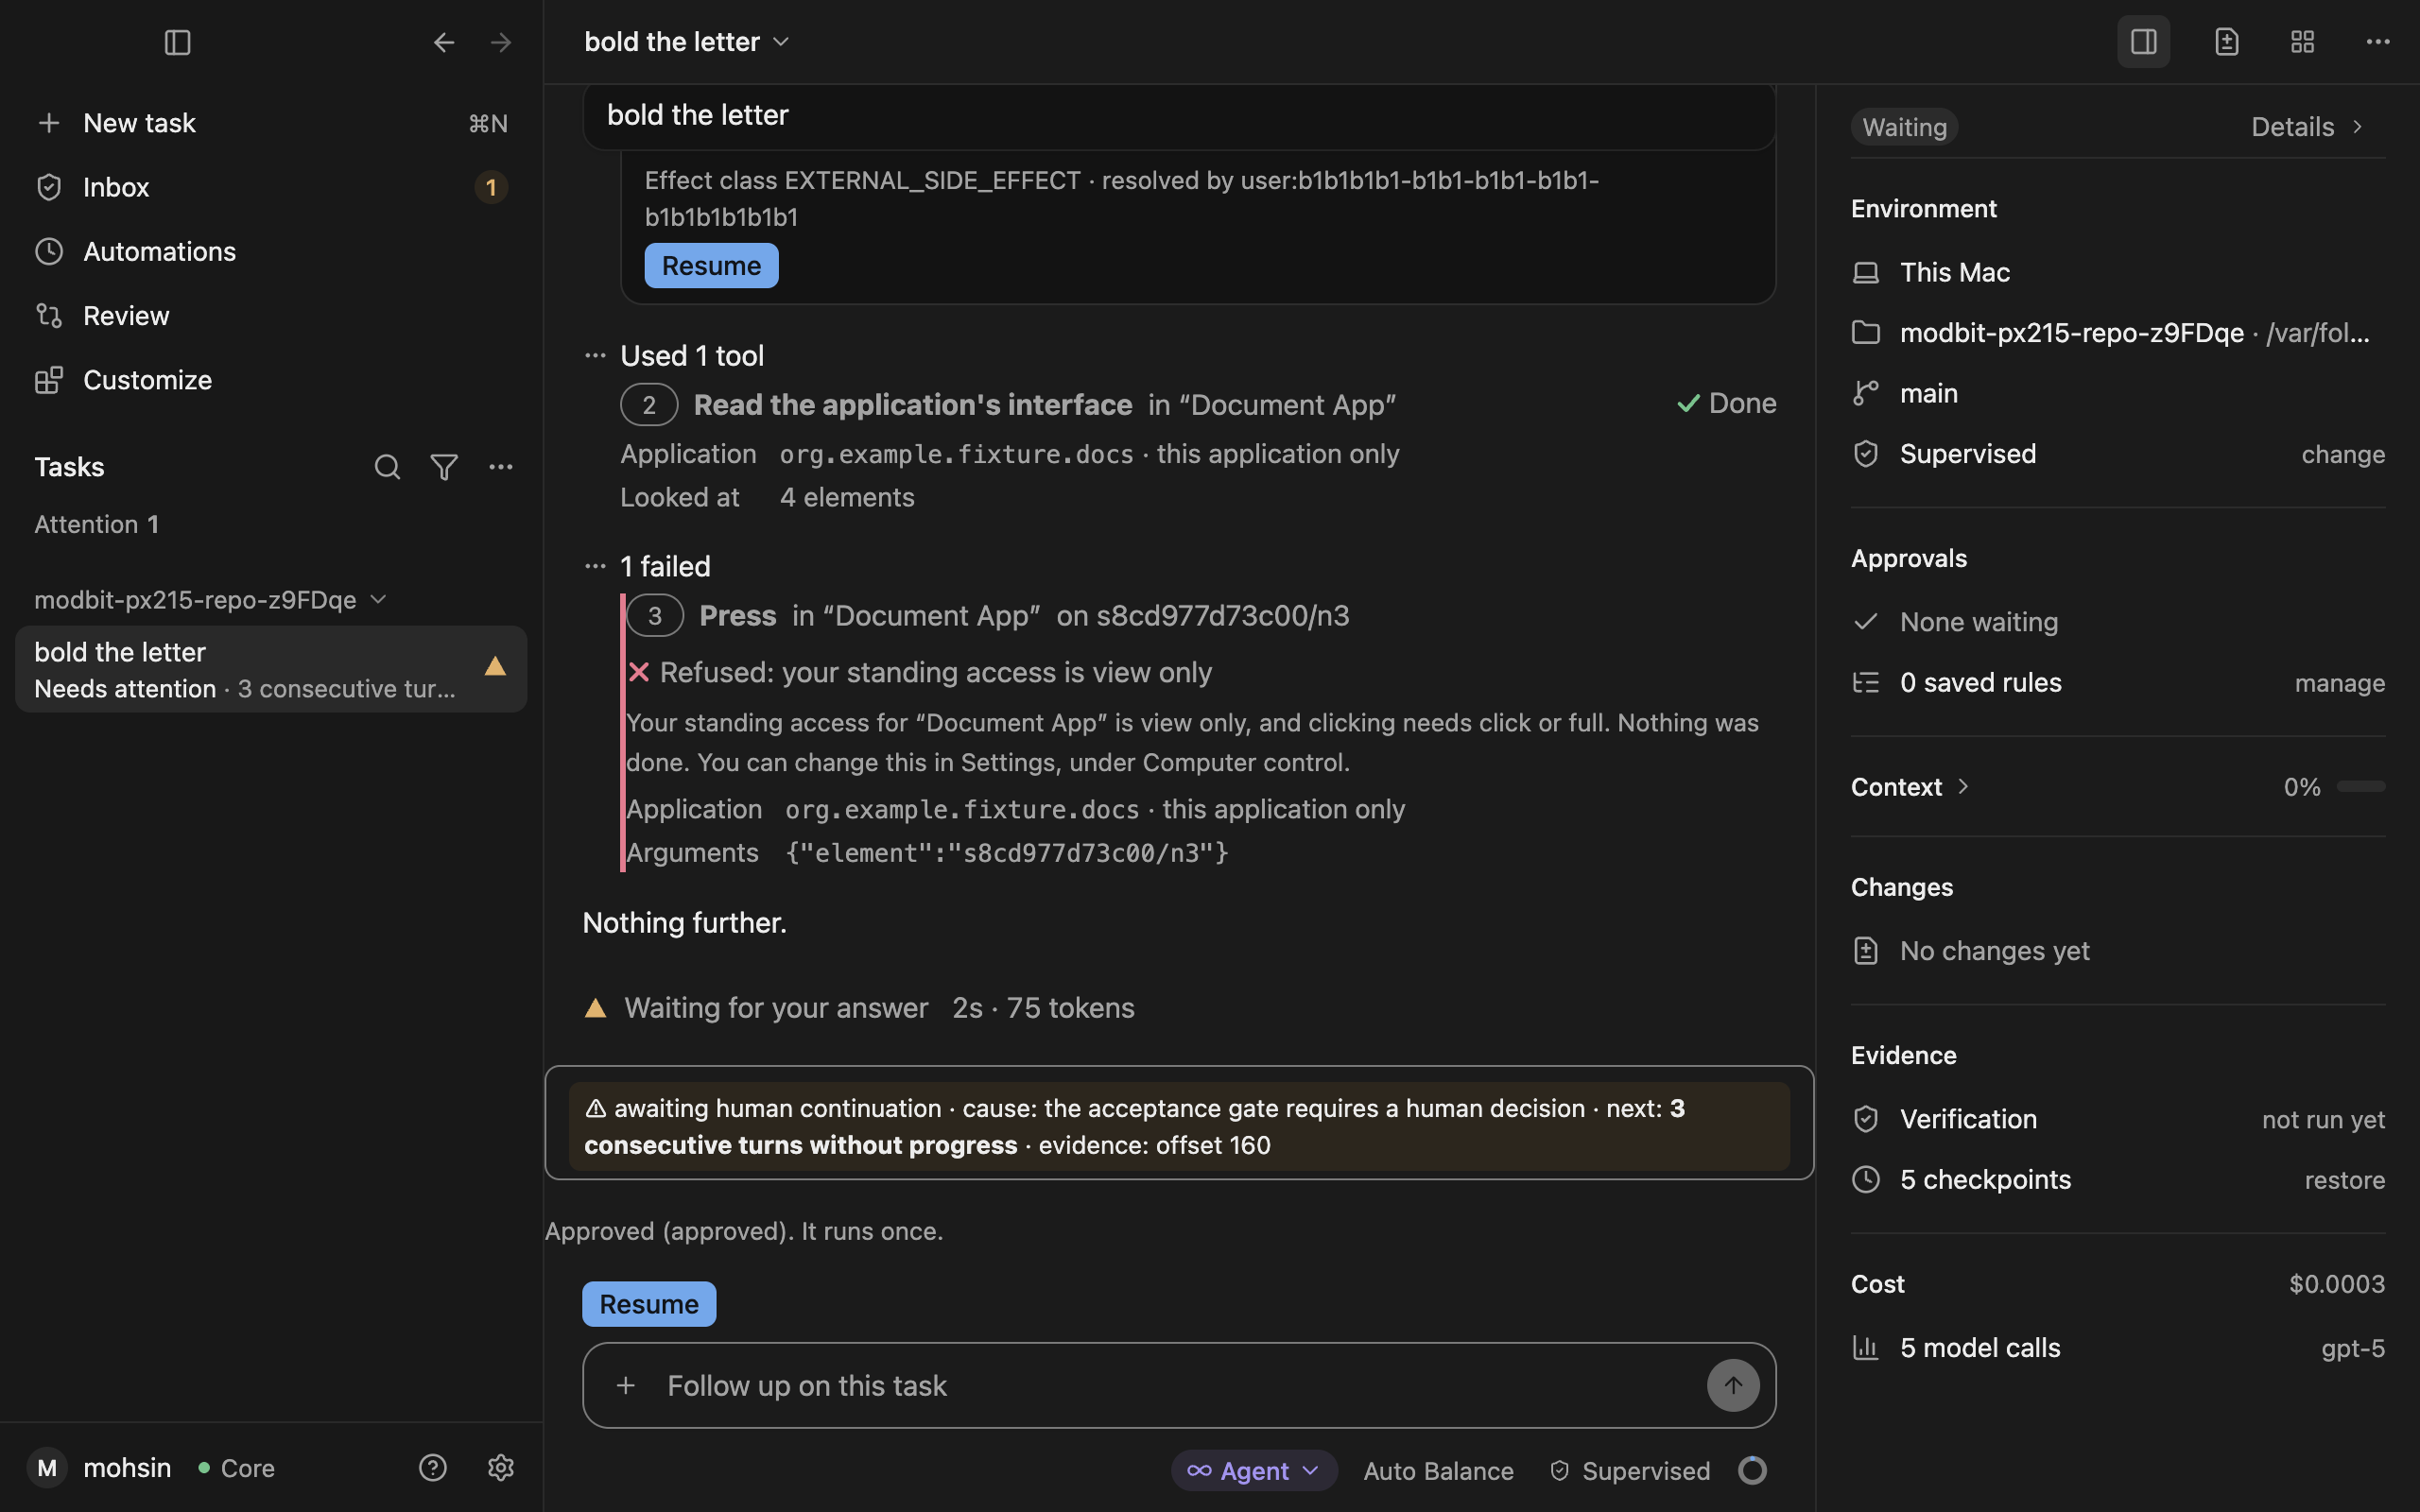 bold the letter
New task ⌘N
Inbox 1
Automations
Review
Customize
Tasks
Attention 1
modbit-px215-repo-z9FDqe
bold the letter
Needs attention · 3 consecutive tur...
M mohsin Core
bold the letter
Effect class EXTERNAL_SIDE_EFFECT · resolved by user:b1b1b1b1-b1b1-b1b1-b1b1-
b1b1b1b1b1b1
Resume
Used 1 tool
2 Read the application's interface in “Document App” Done
Application org.example.fixture.docs · this application only
Looked at 4 elements
1 failed
3 Press in “Document App” on s8cd977d73c00/n3
Refused: your standing access is view only
Your standing access for “Document App” is view only, and clicking needs click or full. Nothing was
done. You can change this in Settings, under Computer control.
Application org.example.fixture.docs · this application only
Arguments {"element":"s8cd977d73c00/n3"}
Nothing further.
Waiting for your answer 2s · 75 tokens
⚠ awaiting human continuation · cause: the acceptance gate requires a human decision · next: 3
consecutive turns without progress · evidence: offset 160
Approved (approved). It runs once.
Resume
Follow up on this task
Agent Auto Balance Supervised
Waiting Details
Environment
This Mac
modbit-px215-repo-z9FDqe · /var/fol...
main
Supervised change
Approvals
None waiting
0 saved rules manage
Context 0%
Changes
No changes yet
Evidence
Verification not run yet
5 checkpoints restore
Cost $0.0003
5 model calls gpt-5